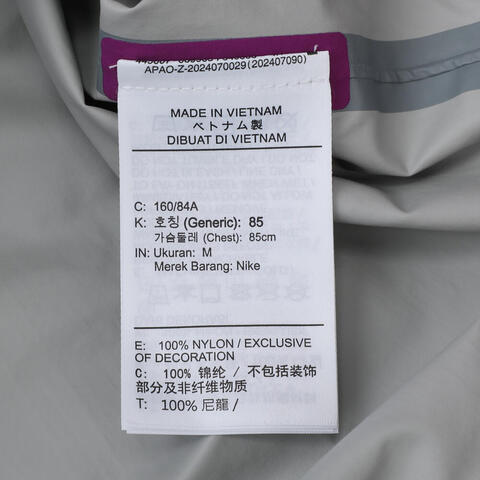 APAO-Z-2024070029(202407090)
MADE IN VIETNAM
ベトナム製
DIBUAT DI VIETNAM
C: 160/84A
K: 호칭 (Generic): 85
가슴둘레 (Chest): 85cm
IN: Ukuran: M
Merek Barang: Nike
E: 100% NYLON / EXCLUSIVE
OF DECORATION
C: 100% 锦纶 / 不包括装饰
部分及非纤维物质
T: 100% 尼龍 /